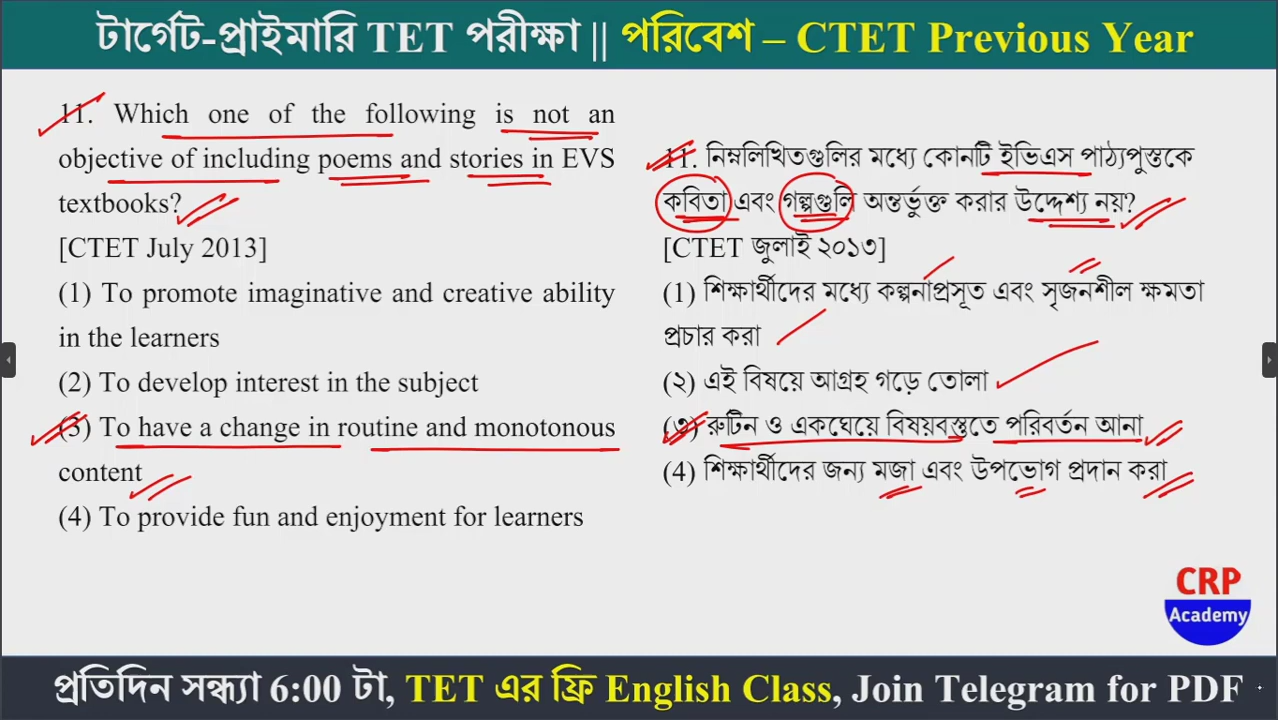 টার্গেট-প্রাইমারি TET পরীক্ষা || পরিবেশ – CTET Previous Year
11. Which one of the following is not an
objective of including poems and stories in EVS
textbooks?
[CTET July 2013]
(1) To promote imaginative and creative ability
in the learners
(2) To develop interest in the subject
(3) To have a change in routine and monotonous
content
(4) To provide fun and enjoyment for learners
11. নিম্নলিখিতগুলির মধ্যে কোনটি ইভিএস পাঠ্যপুস্তকে
কবিতা এবং গল্পগুলি অন্তর্ভুক্ত করার উদ্দেশ্য নয়?
[CTET জুলাই ২০১৩]
(1) শিক্ষার্থীদের মধ্যে কল্পনাপ্রসূত এবং সৃজনশীল ক্ষমতা
প্রচার করা
(২) এই বিষয়ে আগ্রহ গড়ে তোলা
(৩) রুটিন ও একঘেয়ে বিষয়বস্তুতে পরিবর্তন আনা
(4) শিক্ষার্থীদের জন্য মজা এবং উপভোগ প্রদান করা
CRP
Academy
প্রতিদিন সন্ধ্যা 6:00 টা, TET এর ফ্রি English Class, Join Telegram for PDF